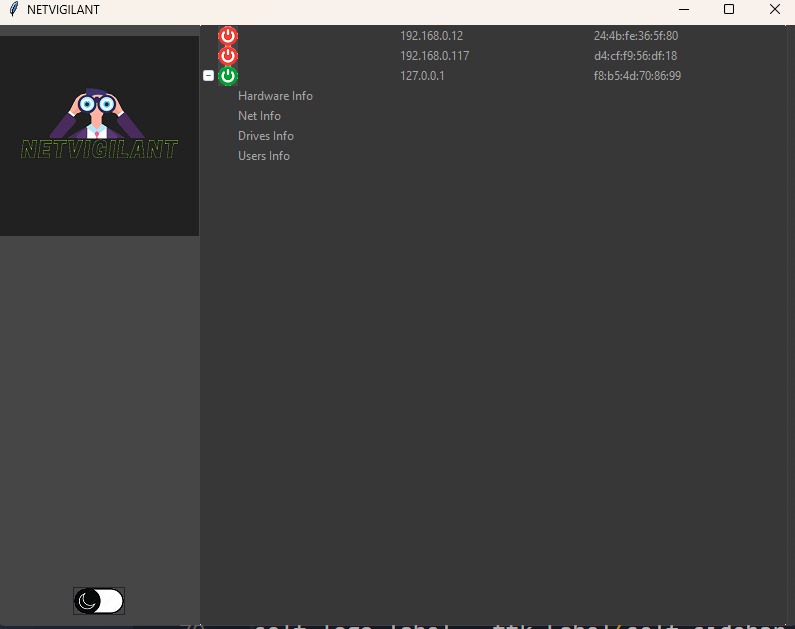 NETVIGILANT
192.168.0.12 24:4b:fe:36:5f:80
192.168.0.117 d4:cf:f9:56:df:18
127.0.0.1 f8:b5:4d:70:86:99
Hardware Info
Net Info
Drives Info
Users Info
NETVIGILANT